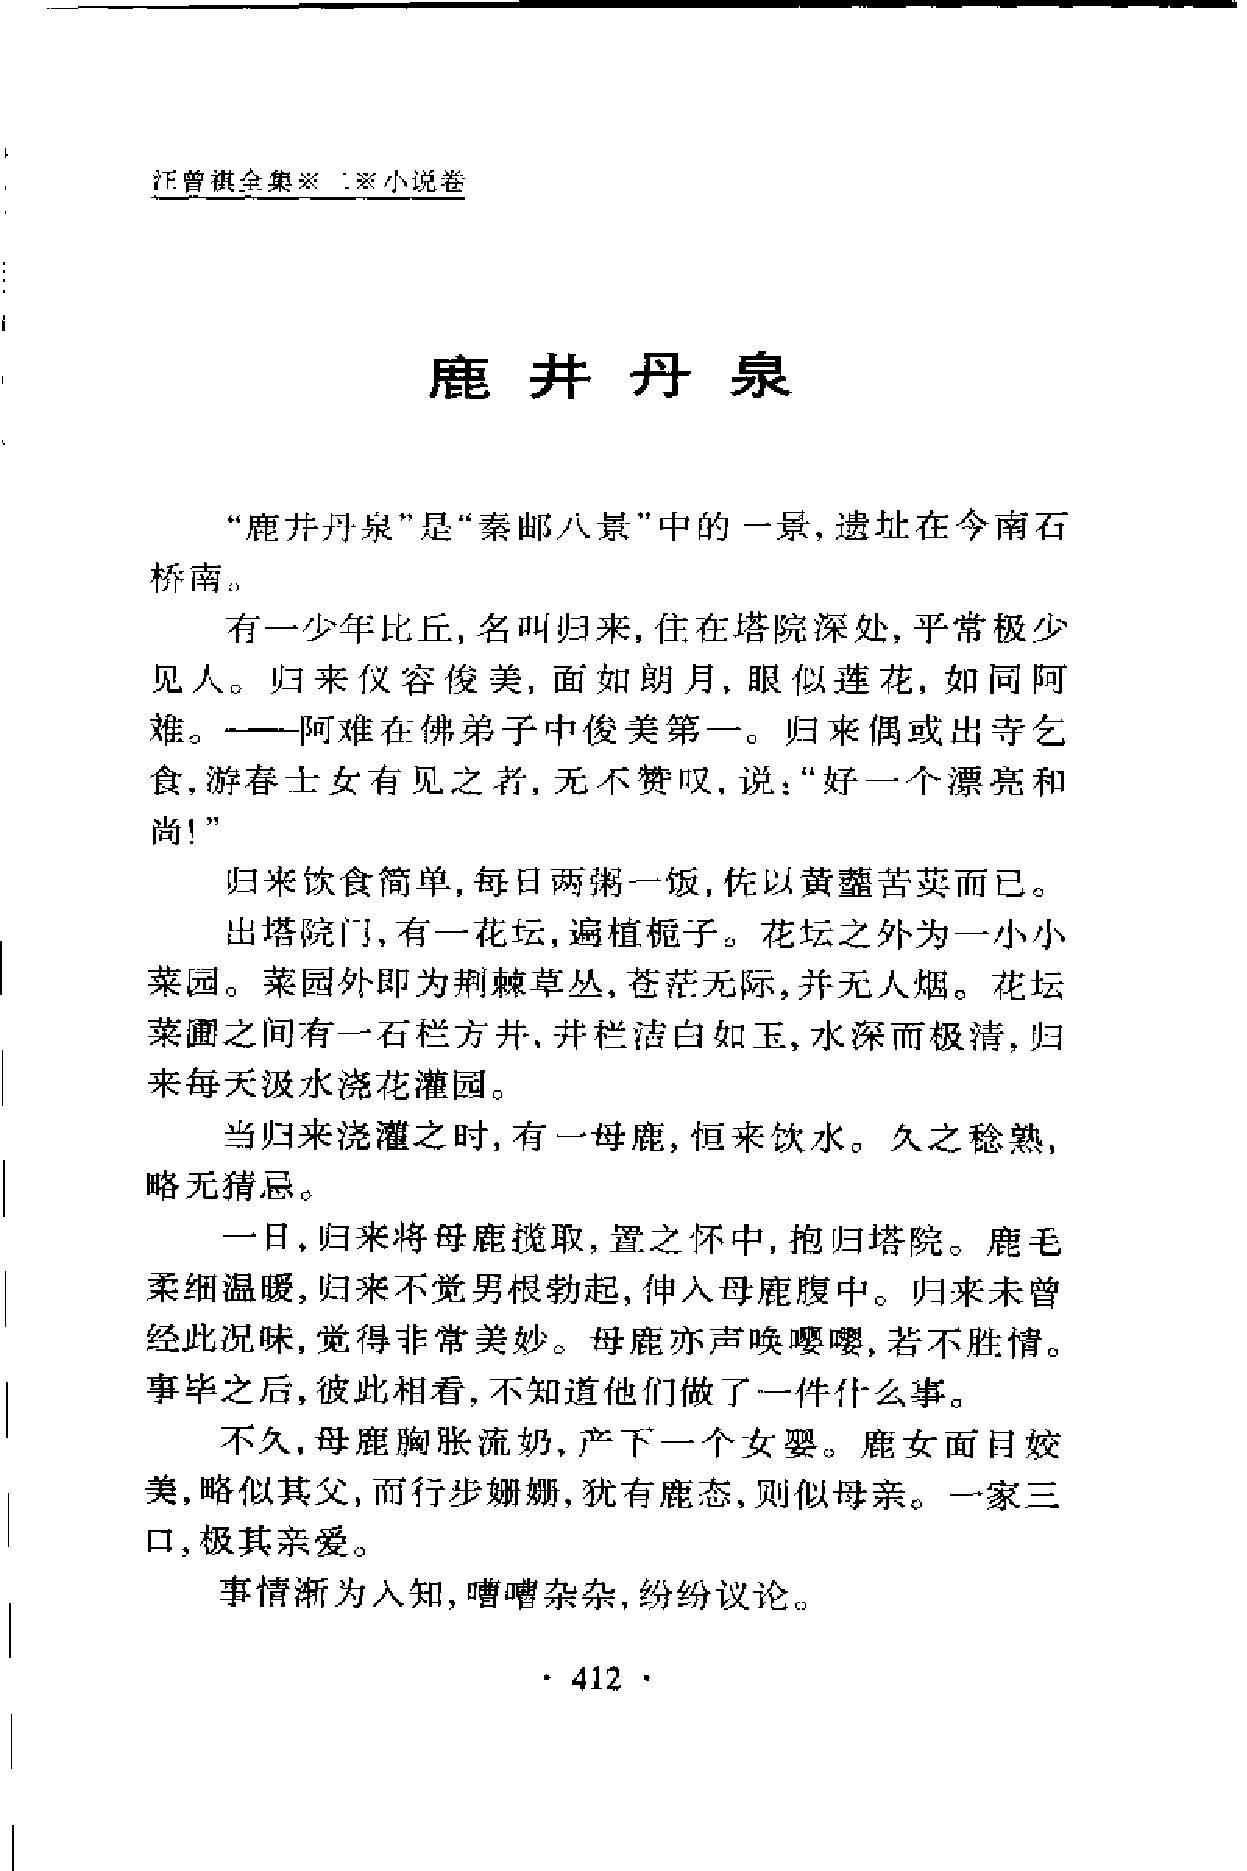 汪曾祺全集※二※小说卷
鹿井丹泉
“鹿井丹泉”是“秦邮八景”中的一景,遗址在今南石
桥南。
有一少年比丘,名叫归来,住在塔院深处,平常极少
见人。归来仪容俊美,面如朗月,眼似莲花,如同阿
难。——阿难在佛弟子中俊美第一。归来偶或出寺乞
食,游春士女有见之者,无不赞叹,说:“好一个漂亮和
尚!”
归来饮食简单,每日两粥一饭,佐以黄虀苦荬而已。
出塔院门,有一花坛,遍植栀子。花坛之外为一小小
菜园。菜园外即为荆棘草丛,苍茫无际,并无人烟。花坛
菜圃之间有一石栏方井,井栏洁白如玉,水深而极清,归
来每天汲水浇花灌园。
当归来浇灌之时,有一母鹿,恒来饮水。久之稔熟,
略无猜忌。
一日,归来将母鹿揽取,置之怀中,抱归塔院。鹿毛
柔细温暖,归来不觉男根勃起,伸入母鹿腹中。归来未曾
经此况味,觉得非常美妙。母鹿亦声唤嘤嘤,若不胜情。
事毕之后,彼此相看,不知道他们做了一件什么事。
不久,母鹿胸胀流奶,产下一个女婴。鹿女面目姣
美,略似其父,而行步姗姗,犹有鹿态,则似母亲。一家三
口,极其亲爱。
事情渐为人知,嘈嘈杂杂,纷纷议论。
· 412 ·